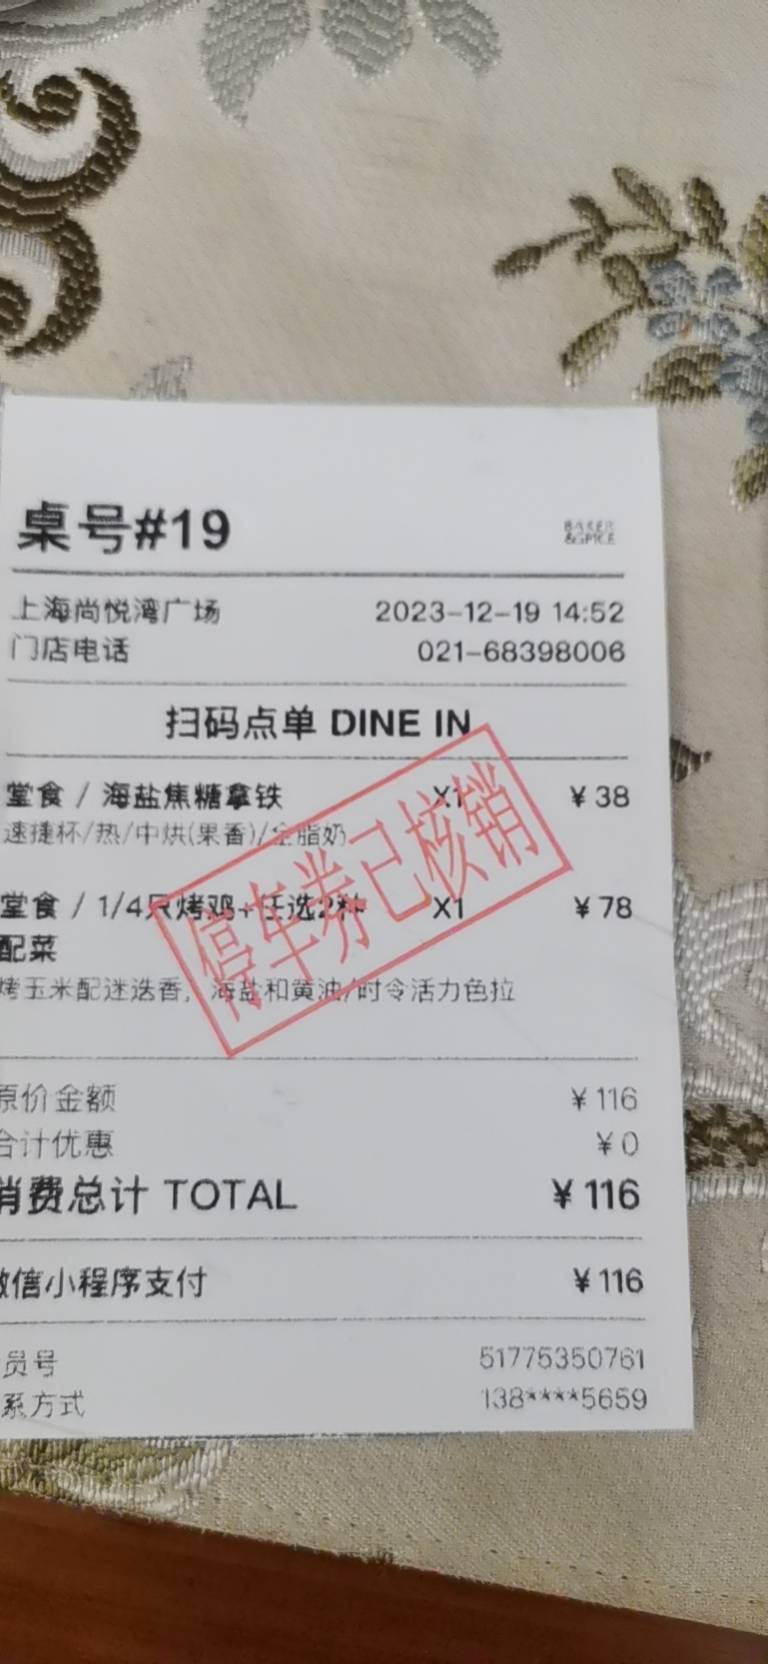 桌号#19
BAKER
&SPICE
上海尚悦湾广场 2023-12-19 14:52
门店电话 021-68398006
扫码点单 DINE IN
堂食 / 海盐焦糖拿铁 X1 ¥38
速捷杯/热/中烘(果香)/全脂奶
堂食 / 1/4只烤鸡+任选2种 X1 ¥78
配菜
烤玉米配迷迭香, 海盐和黄油/时令活力色拉
停车券已核销
原价金额 ¥116
合计优惠 ¥0
消费总计 TOTAL ¥116
微信小程序支付 ¥116
员号 51775350761
系方式 138****5659